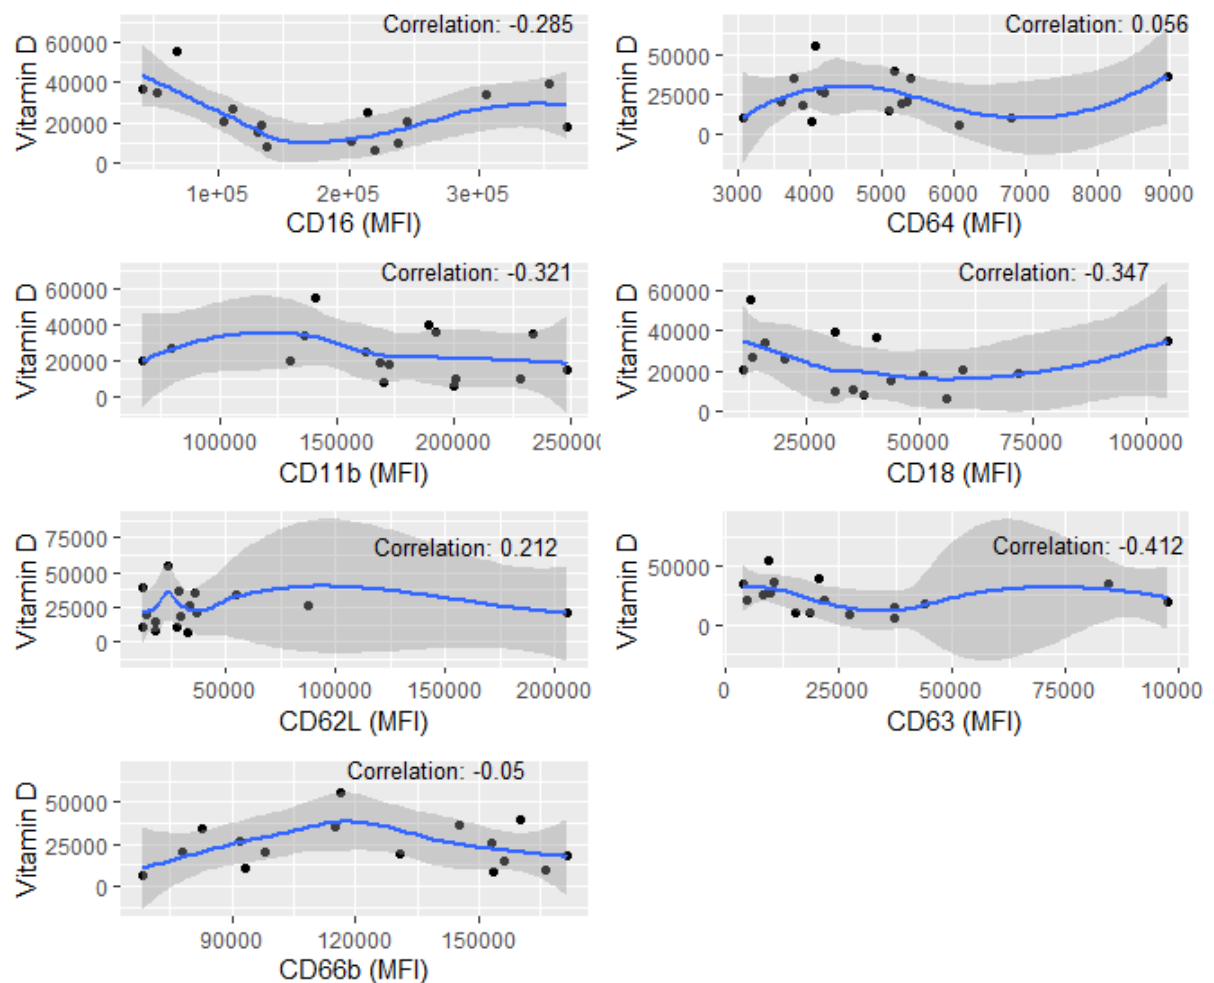 Correlation: -0.285
Vitamin D
60000
40000
20000
0
1e+05 2e+05 3e+05
CD16 (MFI)
Correlation: 0.056
Vitamin D
50000
25000
0
3000 4000 5000 6000 7000 8000 9000
CD64 (MFI)
Correlation: -0.321
Vitamin D
60000
40000
20000
0
100000 150000 200000 25000
CD11b (MFI)
Correlation: -0.347
Vitamin D
60000
40000
20000
0
25000 50000 75000 100000
CD18 (MFI)
Correlation: 0.212
Vitamin D
75000
50000
25000
0
50000 100000 150000 200000
CD62L (MFI)
Correlation: -0.412
Vitamin D
50000
0
0 25000 50000 75000 10000
CD63 (MFI)
Correlation: -0.05
Vitamin D
50000
25000
0
90000 120000 150000
CD66b (MFI)